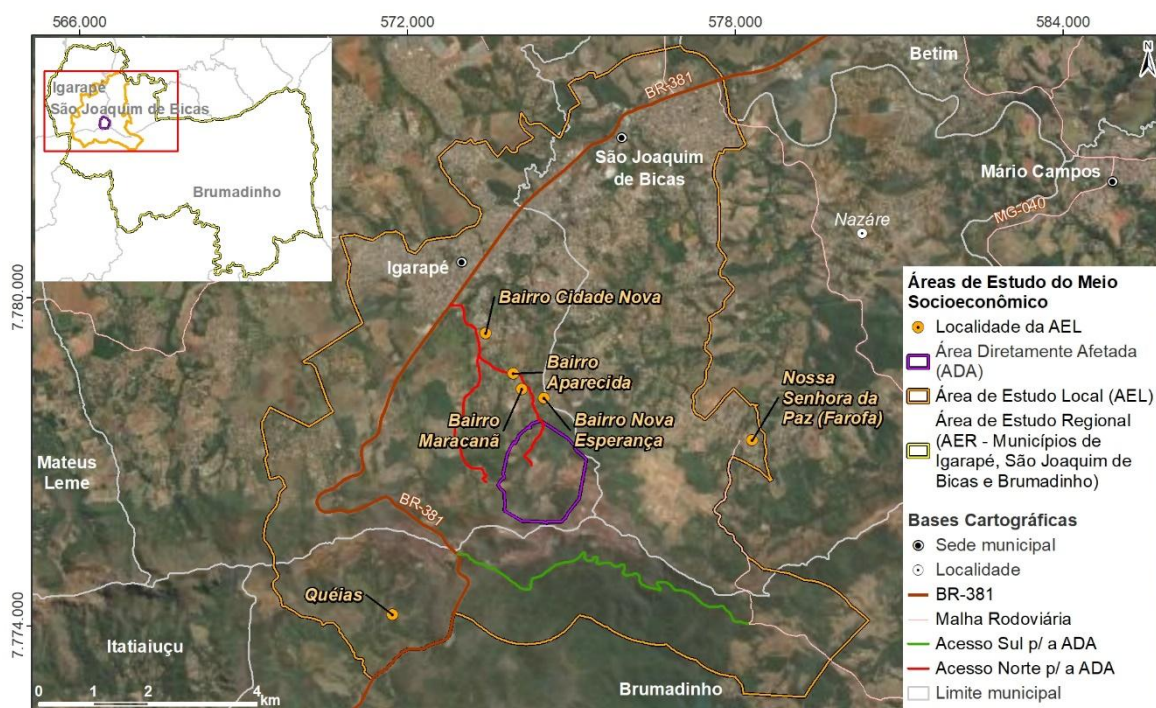 566.000
572.000
578.000
584.000
Igarapé
São Joaquim de Bicas
Brumadinho
BR-381
Betim
N
São Joaquim
de Bicas
Mário Campos
MG-040
Nazáre
Igarapé
7.780.000
Bairro Cidade Nova
Bairro
Aparecida
Bairro
Maracanã
Bairro Nova
Esperança
Nossa
Senhora da
Paz (Farofa)
Mateus
Leme
BR-381
Quéias
7.774.000
Itatiaiuçu
Brumadinho
0 1 2 4
km
Áreas de Estudo do Meio
Socioeconômico
Localidade da AEL
Área Diretamente Afetada
(ADA)
Área de Estudo Local (AEL)
Área de Estudo Regional
(AER - Municípios de
Igarapé, São Joaquim de
Bicas e Brumadinho)
Bases Cartográficas
Sede municipal
Localidade
BR-381
Malha Rodoviária
Acesso Sul p/ a ADA
Acesso Norte p/ a ADA
Limite municipal